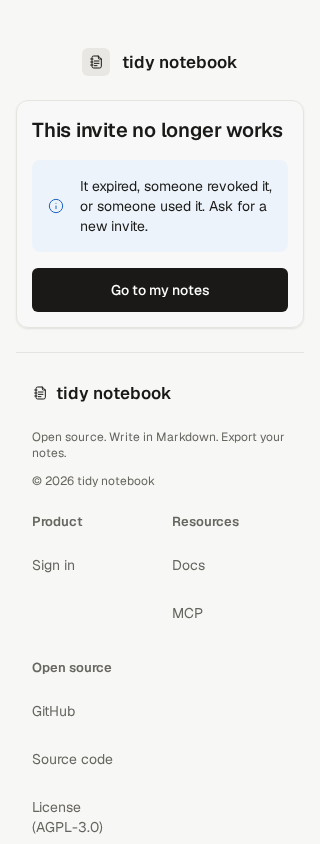 tidy notebook
This invite no longer works
It expired, someone revoked it,
or someone used it. Ask for a
new invite.
Go to my notes
tidy notebook
Open source. Write in Markdown. Export your
notes.
© 2026 tidy notebook
Product
Sign in
Resources
Docs
MCP
Open source
GitHub
Source code
License
(AGPL-3.0)